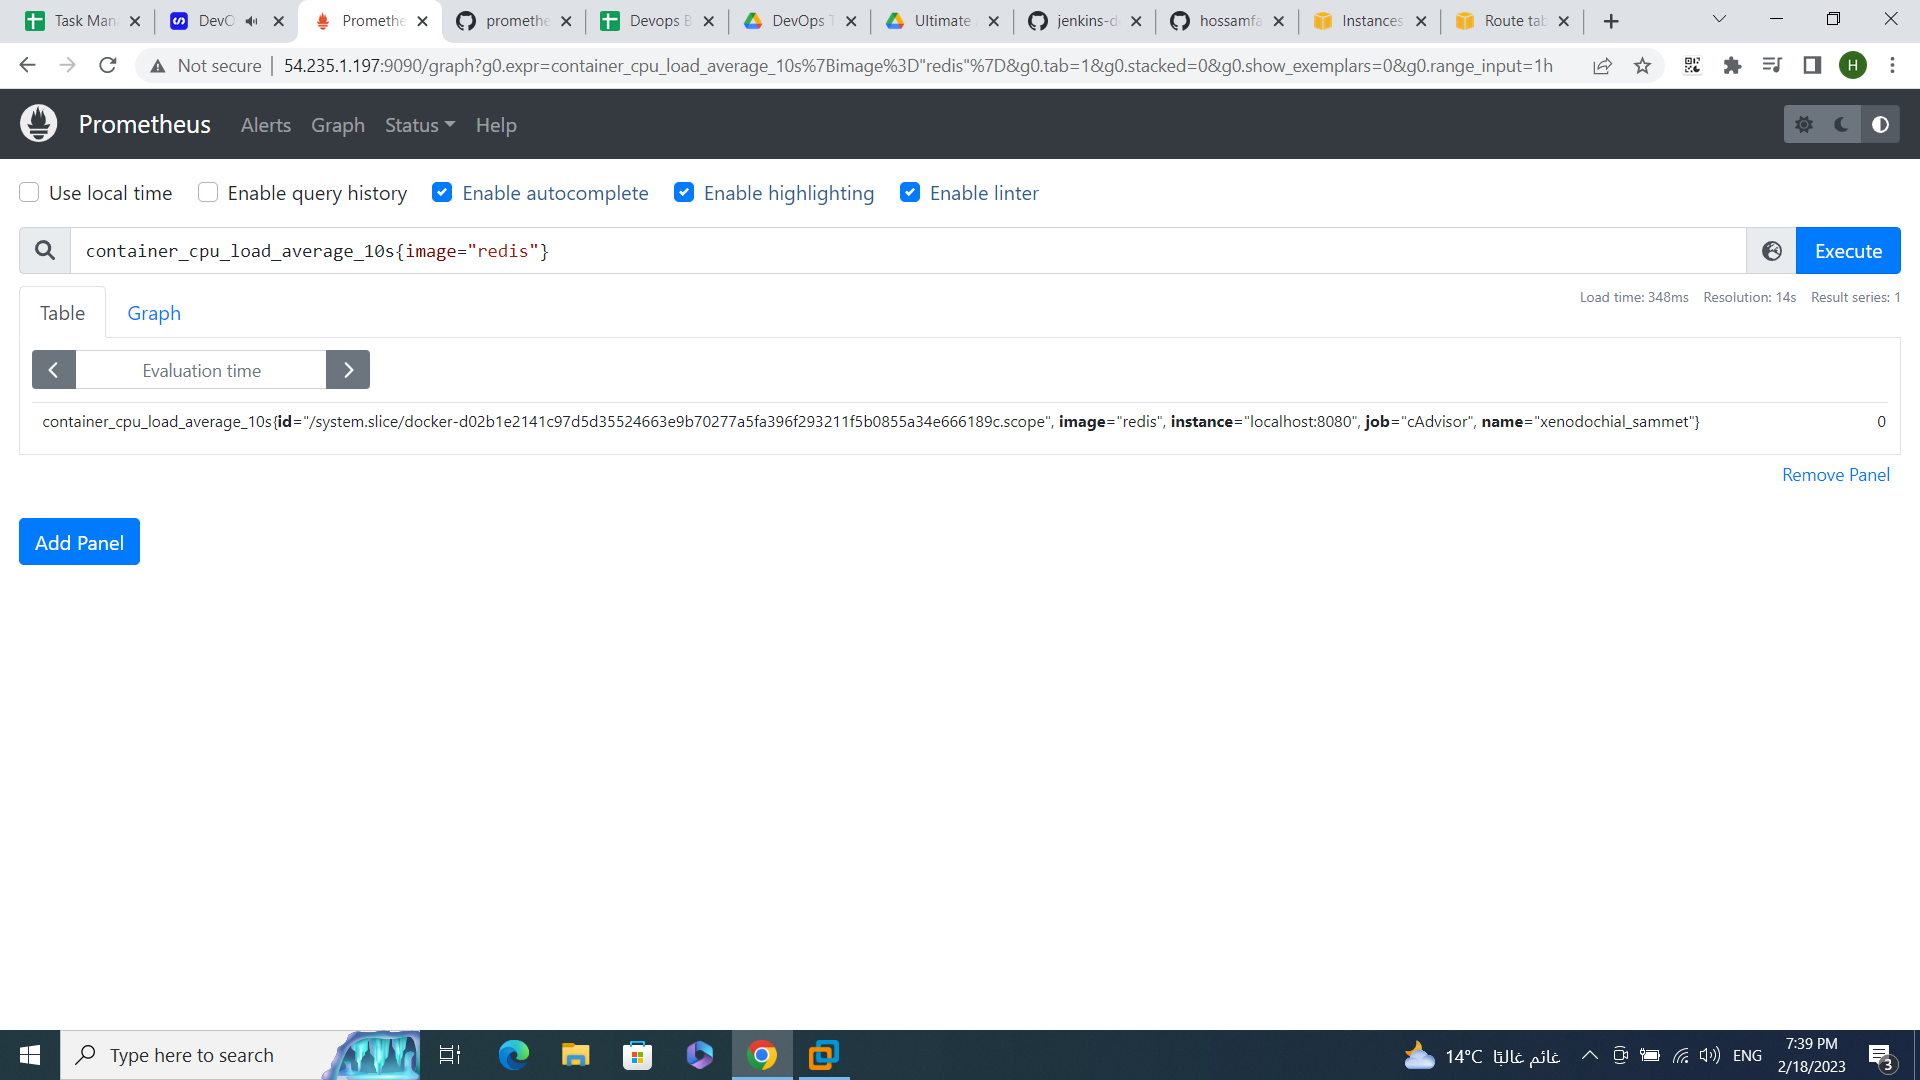 Task Man
DevO
Promethe
promethe
Devops B
DevOps T
Ultimate
jenkins-d
hossamfa
Instances
Route tab
Not secure
54.235.1.197:9090/graph?g0.expr=container_cpu_load_average_10s%7Bimage%3D"redis"%7D&g0.tab=1&g0.stacked=0&g0.show_exemplars=0&g0.range_input=1h
H
Prometheus Alerts Graph Status Help
Use local time Enable query history Enable autocomplete Enable highlighting Enable linter
container_cpu_load_average_10s{image="redis"}
Execute
Table Graph
Load time: 348ms Resolution: 14s Result series: 1
Evaluation time
container_cpu_load_average_10s{id="/system.slice/docker-d02b1e2141c97d5d35524663e9b70277a5fa396f293211f5b0855a34e666189c.scope", image="redis", instance="localhost:8080", job="cAdvisor", name="xenodochial_sammet"} 0
Remove Panel
Add Panel
Type here to search
14°C غائم غالبًا
ENG
7:39 PM
2/18/2023
3